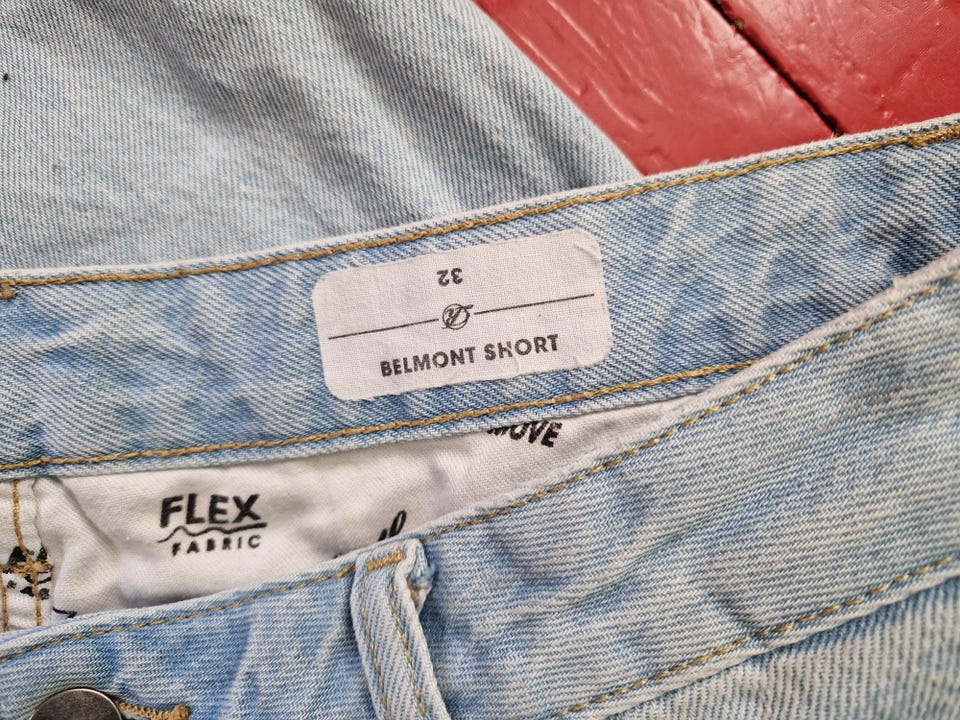 32
BELMONT SHORT
MOVE
FLEX
FABRIC